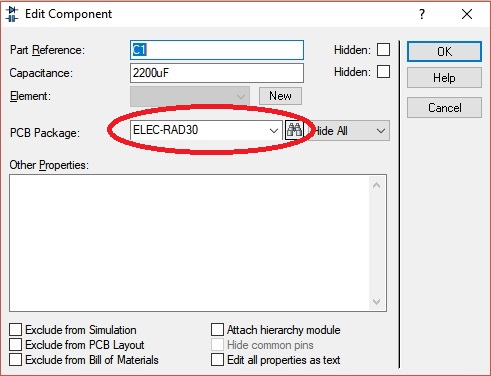 Edit Component
? X
Part Reference: C1 Hidden:
OK
Capacitance: 2200uF Hidden:
Help
Element: New
Cancel
PCB Package: ELEC-RAD30 Hide All
Other Properties:
Exclude from Simulation Attach hierarchy module
Exclude from PCB Layout Hide common pins
Exclude from Bill of Materials Edit all properties as text